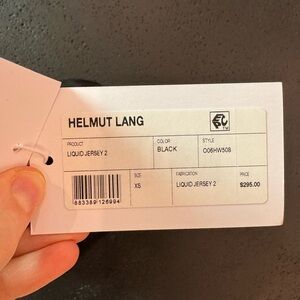 HELMUT LANG
TM
PRODUCT COLOR STYLE
LIQUID JERSEY 2 BLACK O06HW508
SIZE FABRICATION PRICE
XS LIQUID JERSEY 2 $295.00
883389126994